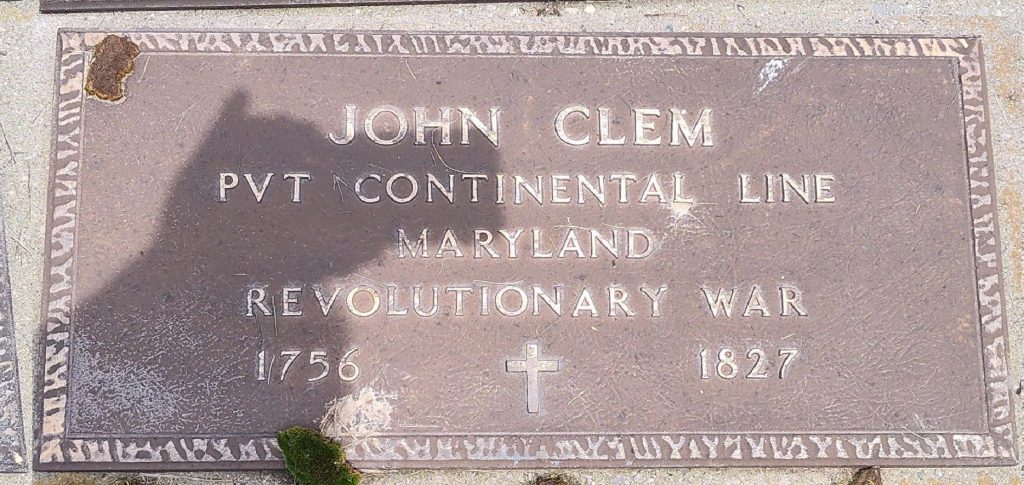 JOHN CLEM
PVT CONTINENTAL LINE
MARYLAND
REVOLUTIONARY WAR
1756 1827